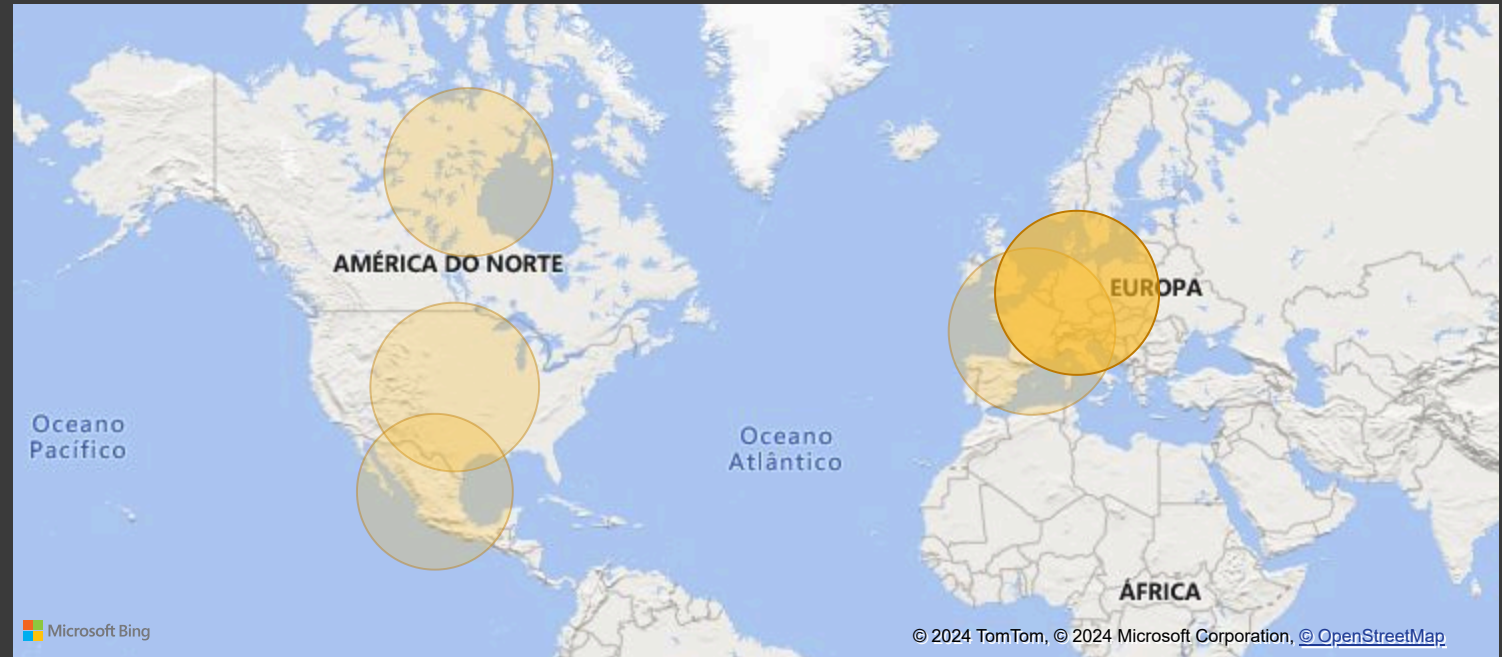 AMÉRICA DO NORTE
EUROPA
Oceano
Pacífico
Oceano
Atlântico
ÁFRICA
Microsoft Bing
© 2024 TomTom, © 2024 Microsoft Corporation, © OpenStreetMap